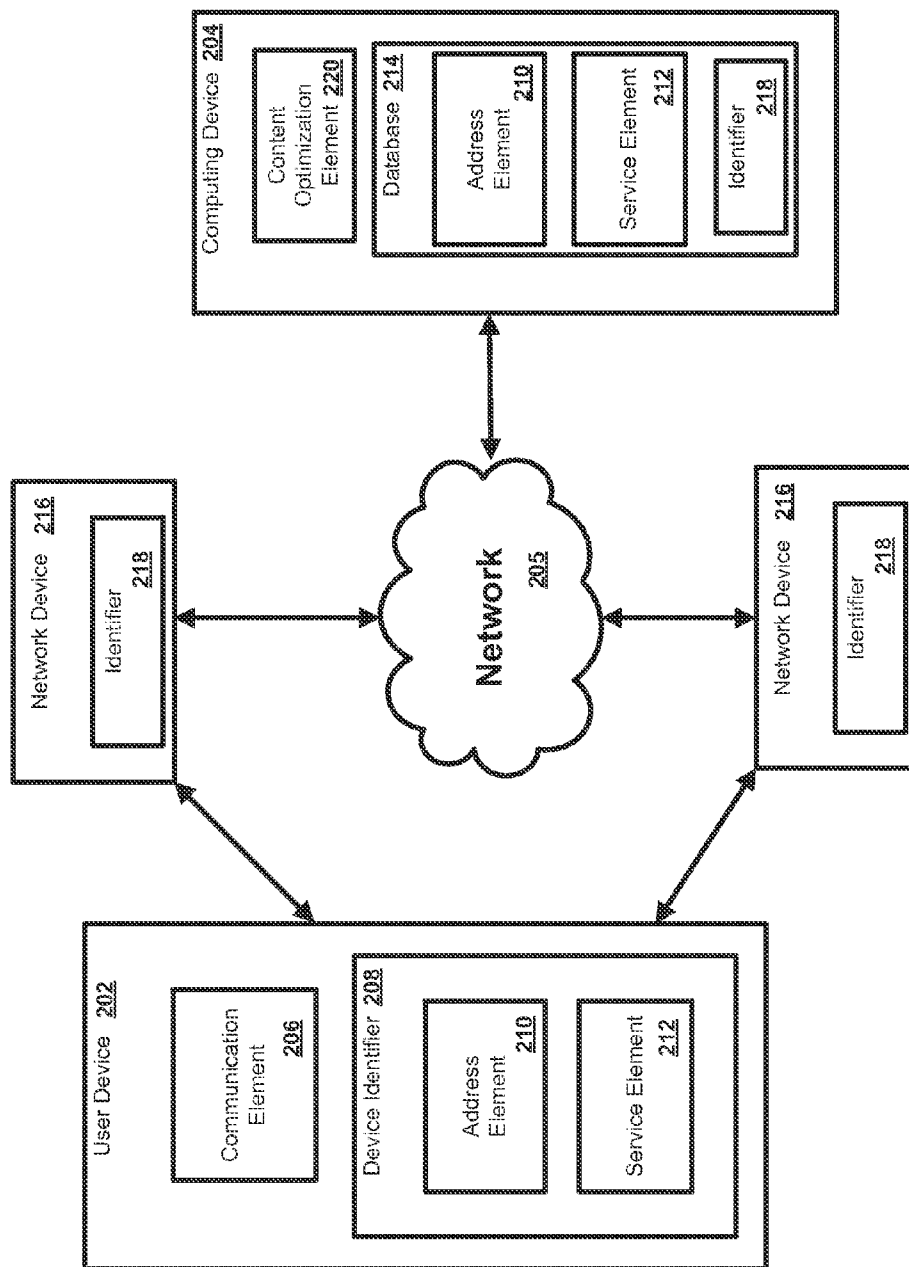 User Device 202
Communication
Element
206
Device Identifier 208
Address
Element
210
Service Element
212
Network Device 216
Identifier
218
Network
205
Network Device 216
Identifier
218
Computing Device 204
Content
Optimization
Element 220
Database 214
Address
Element
210
Service Element
212
Identifier
218